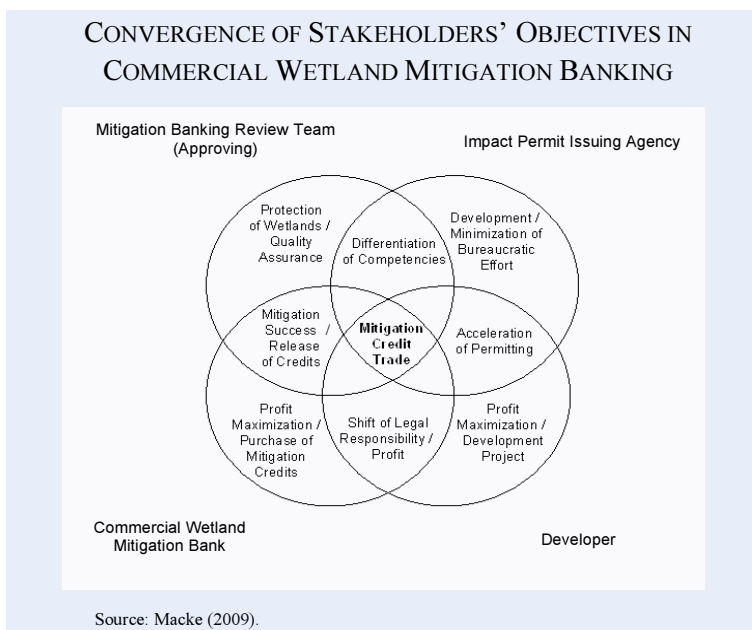 CONVERGENCE OF STAKEHOLDERS' OBJECTIVES IN
COMMERCIAL WETLAND MITIGATION BANKING
Mitigation Banking Review Team
(Approving)
Impact Permit Issuing Agency
Protection
of Wetlands /
Quality
Assurance
Differentiation
of Competencies
Development /
Minimization of
Bureaucratic
Effort
Mitigation
Success /
Release
of Credits
Mitigation
Credit
Trade
Acceleration
of Permitting
Profit
Maximization /
Purchase of
Mitigation
Credits
Shift of Legal
Responsibility /
Profit
Profit
Maximization /
Development
Project
Commercial Wetland
Mitigation Bank
Developer
Source: Macke (2009).